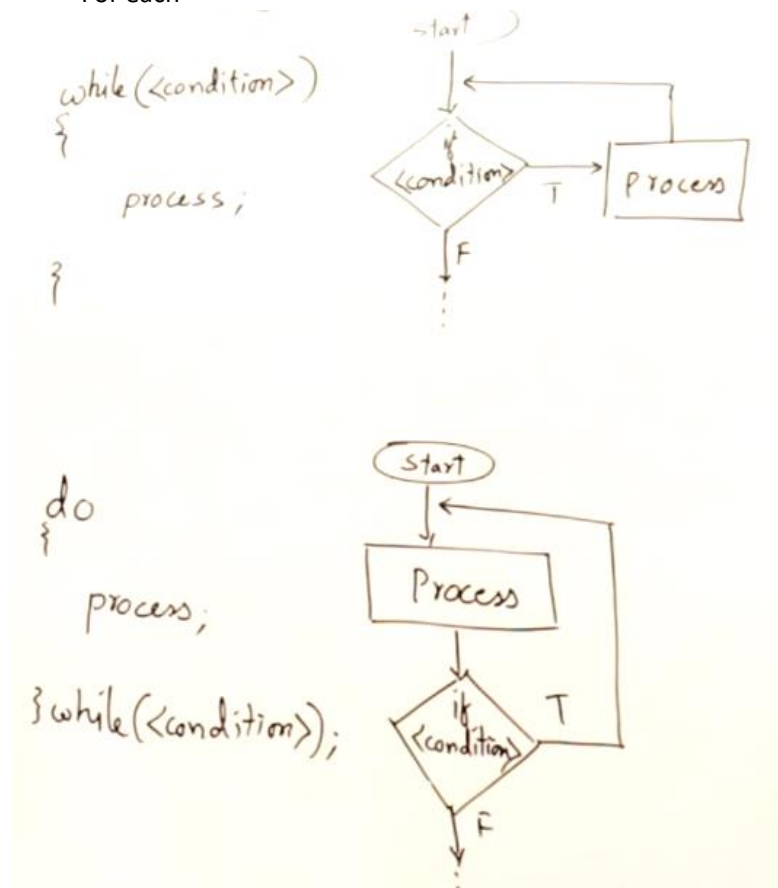 For each
start
while(<condition>)
{
process;
}
if
<condition>
T
Process
F
do
{
process;
} while(<condition>);
start
Process
if
<condition>
T
F